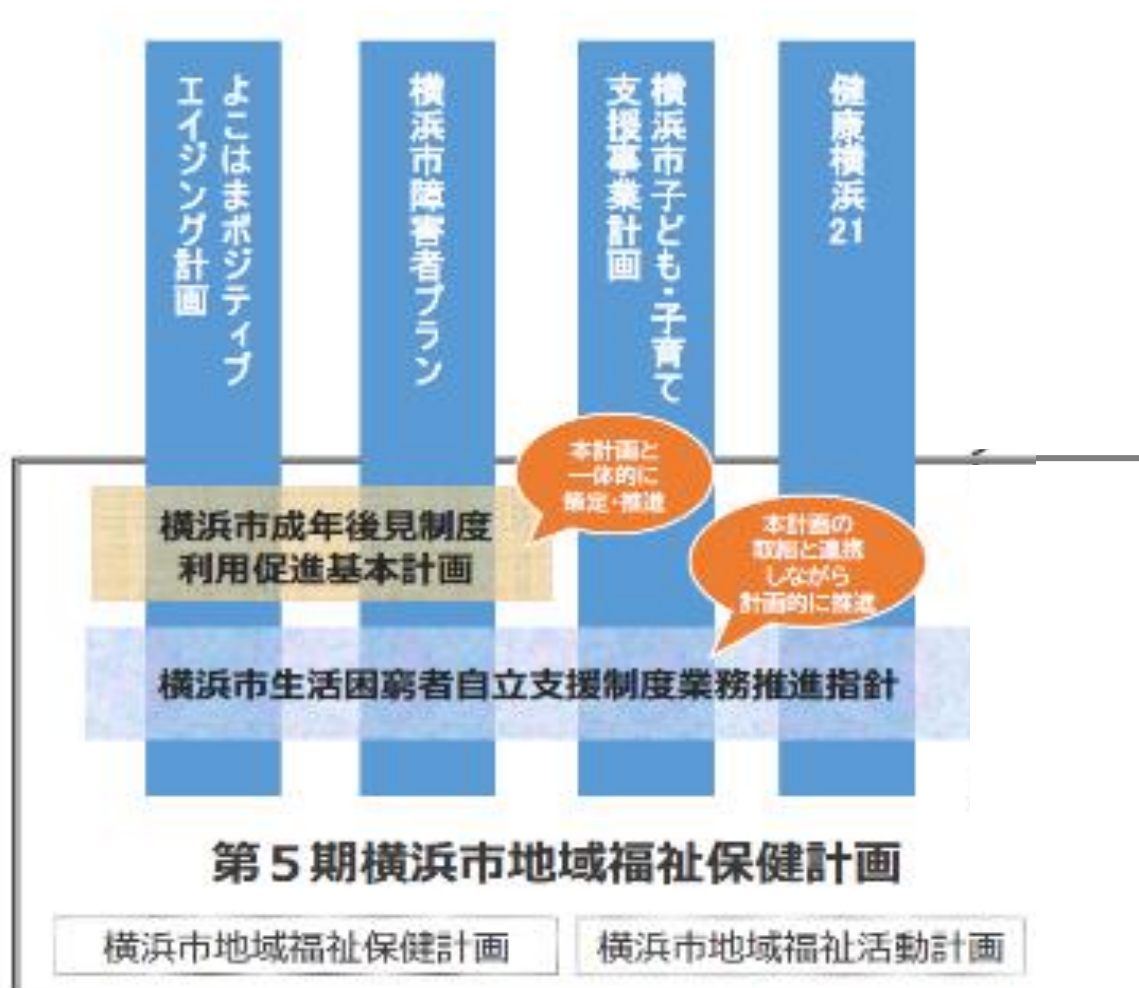 よこはまポジティブ
エイジング計画
横浜市障害者プラン
横浜市子ども・子育て
支援事業計画
健康横浜21
本計画と
一体的に
策定・推進
横浜市成年後見制度
利用促進基本計画
本計画の
取組と連携
しながら
計画的に推進
横浜市生活困窮者自立支援制度業務推進指針
第5期横浜市地域福祉保健計画
横浜市地域福祉保健計画
横浜市地域福祉活動計画